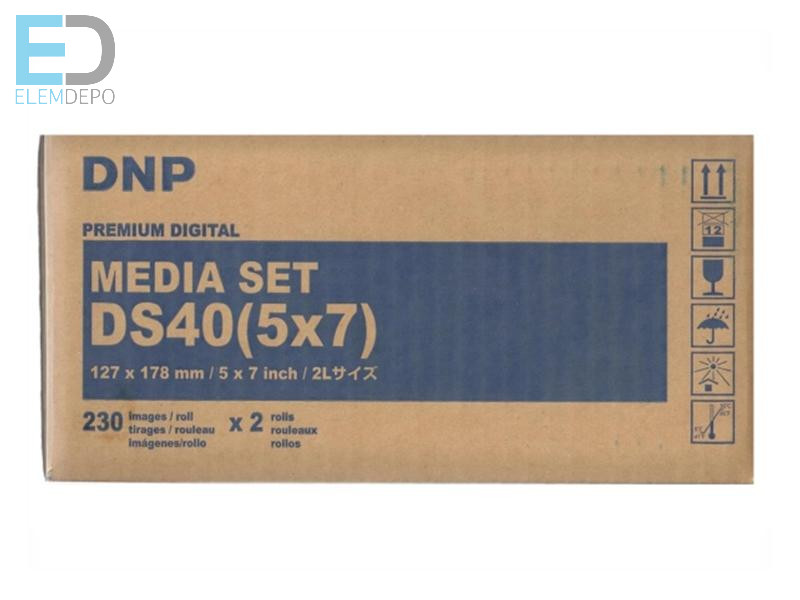 ED
ELEMDEPO
DNP
PREMIUM DIGITAL
MEDIA SET
DS40(5x7)
127 x 178 mm / 5 x 7 inch / 2Lサイズ
230 images / roll x 2 rolls
tirages / rouleau rouleaux
imágenes/rollo rollos
12